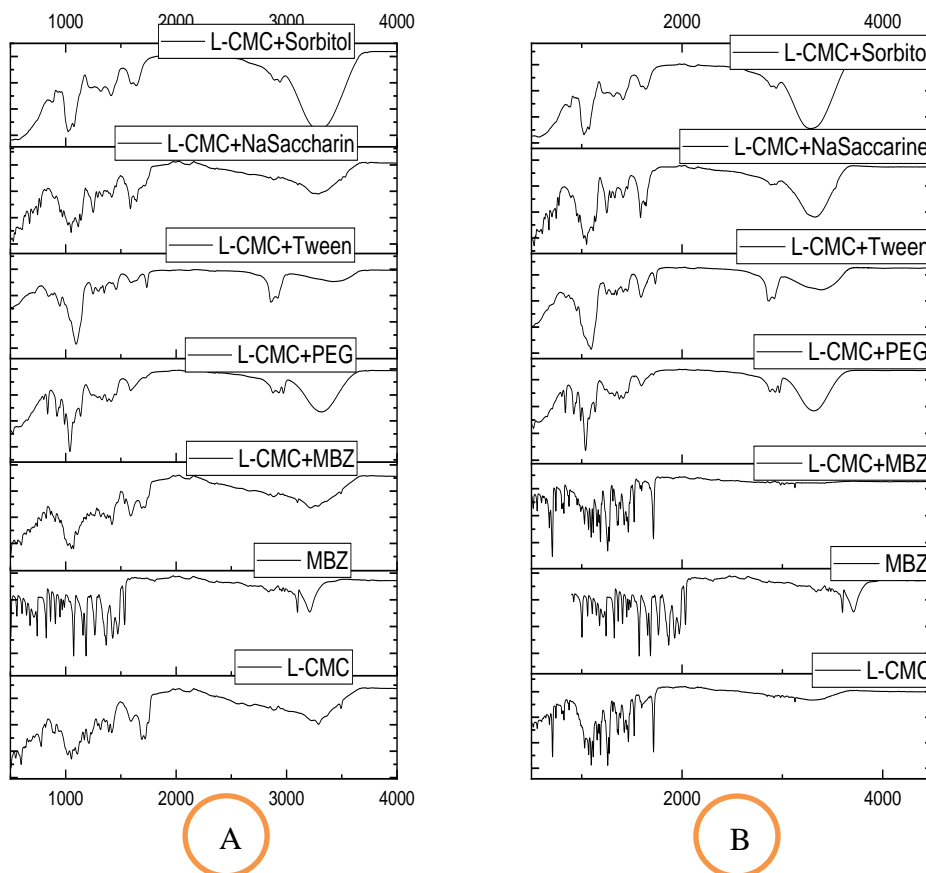 1000 2000 3000 4000
L-CMC+Sorbitol
L-CMC+NaSaccharin
L-CMC+Tween
L-CMC+PEG
L-CMC+MBZ
MBZ
L-CMC
1000 2000 3000 4000
A
2000 4000
L-CMC+Sorbito
L-CMC+NaSaccarine
L-CMC+Tween
L-CMC+PEG
L-CMC+MBZ
MBZ
L-CMC
2000 4000
B